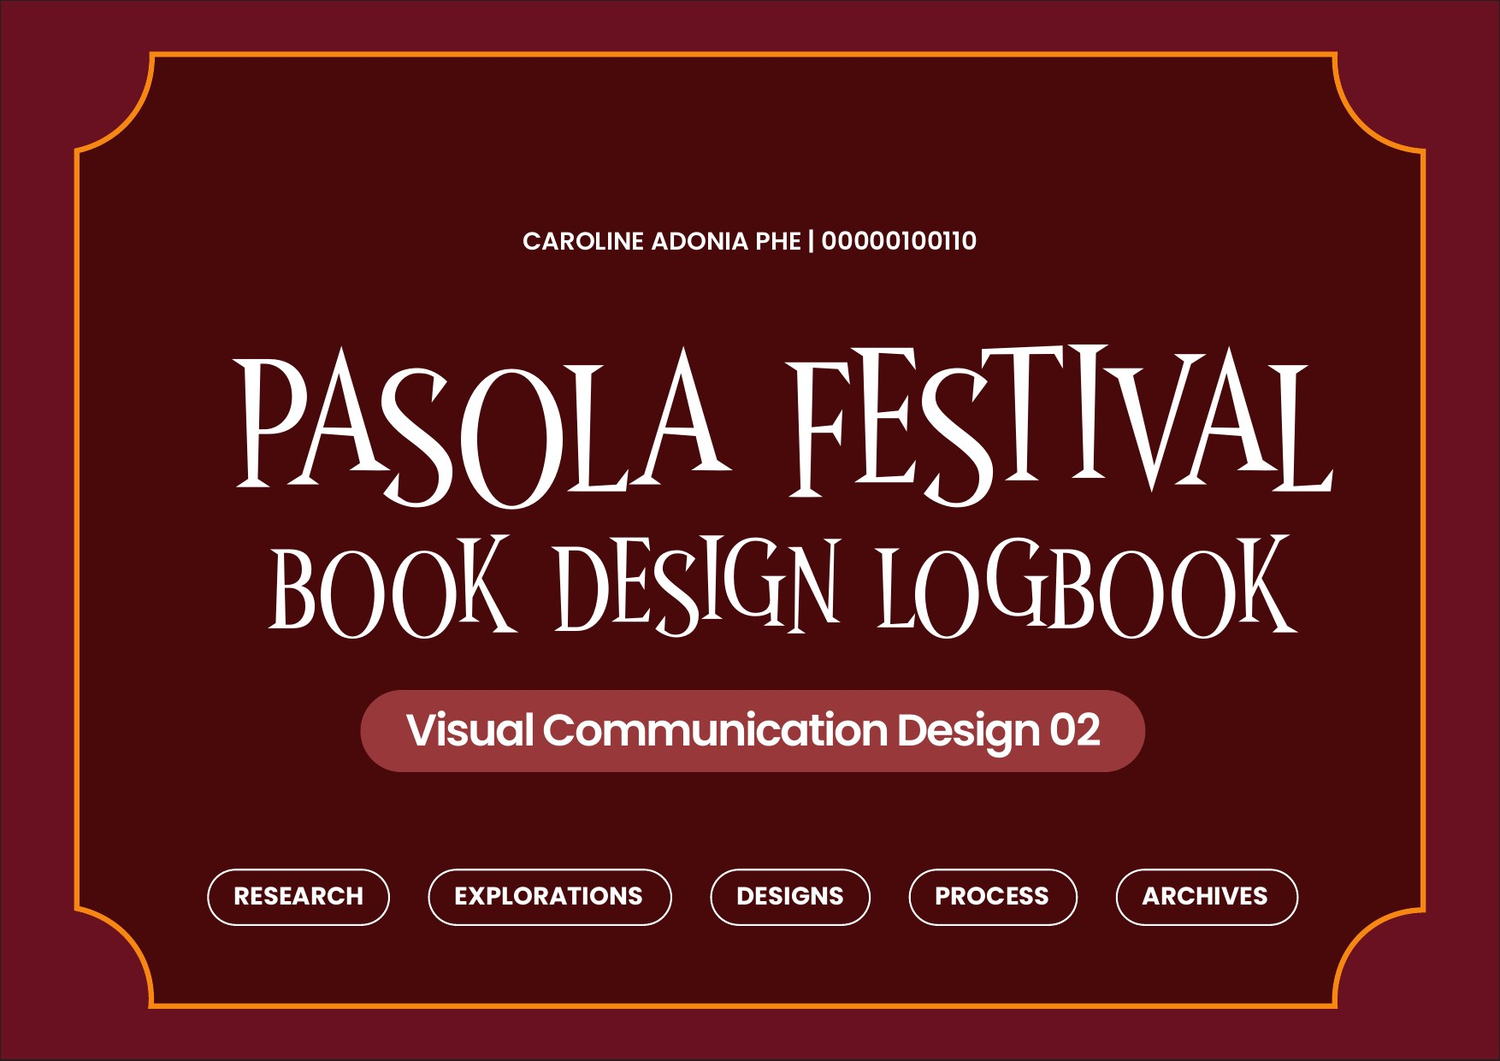 CAROLINE ADONIA PHE | 00000100110
PASOLA FESTIVAL
BOOK DESIGN LOGBOOK
Visual Communication Design 02
RESEARCH EXPLORATIONS DESIGNS PROCESS ARCHIVES